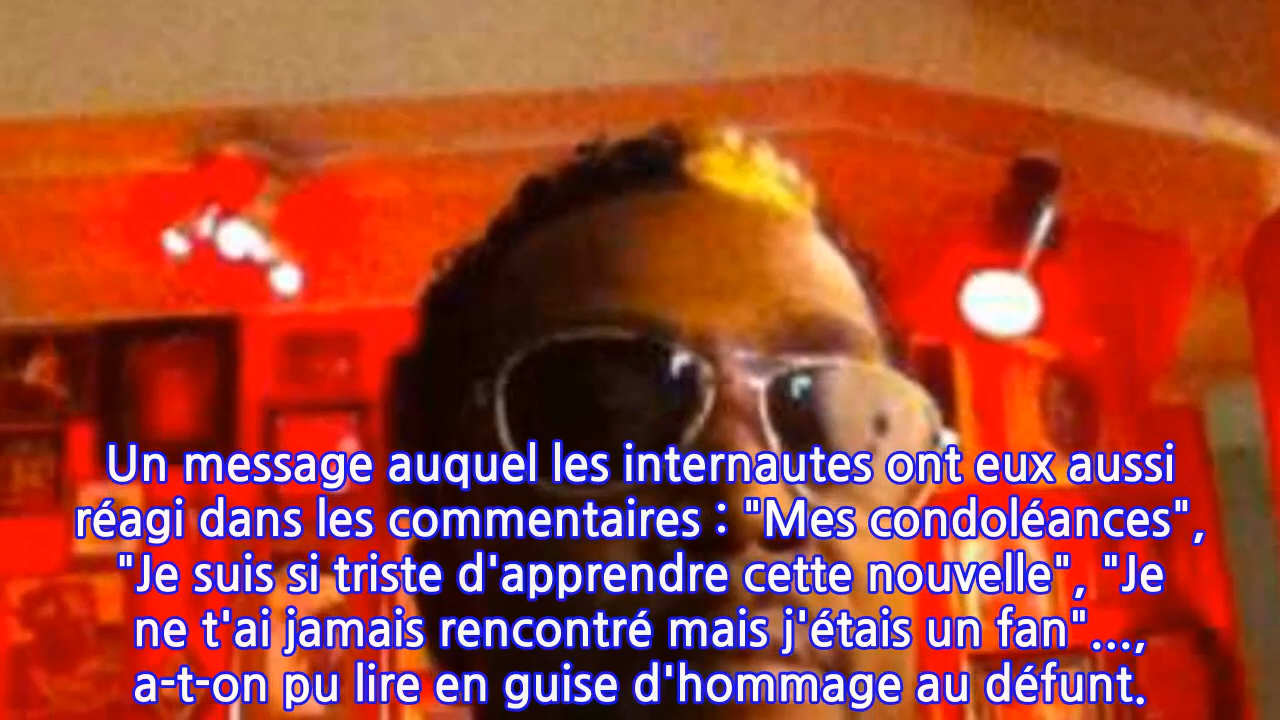 Un message auquel les internautes ont eux aussi
réagi dans les commentaires : "Mes condoléances",
"Je suis si triste d'apprendre cette nouvelle", "Je
ne t'ai jamais rencontré mais j'étais un fan"...,
a-t-on pu lire en guise d'hommage au défunt.